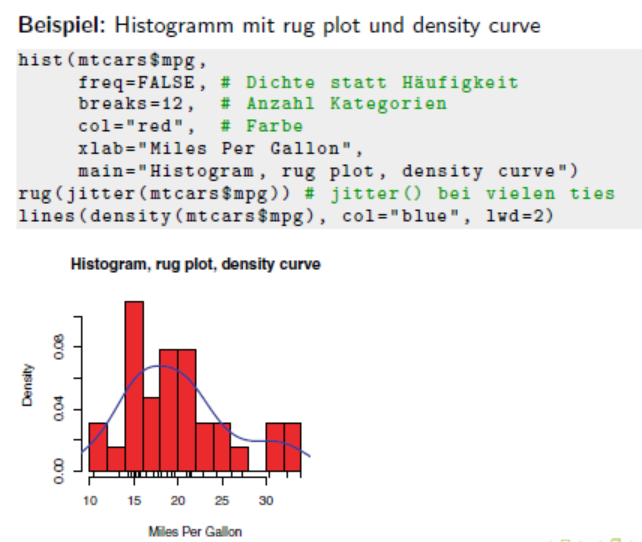 Beispiel: Histogramm mit rug plot und density curve
hist(mtcars$mpg,
freq=FALSE, # Dichte statt Häufigkeit
breaks=12, # Anzahl Kategorien
col="red", # Farbe
xlab="Miles Per Gallon",
main="Histogram, rug plot, density curve")
rug(jitter(mtcars$mpg)) # jitter() bei vielen ties
lines(density(mtcars$mpg), col="blue", lwd=2)
Histogram, rug plot, density curve
Density
0.08
0.04
0.00
10 15 20 25 30
Miles Per Gallon